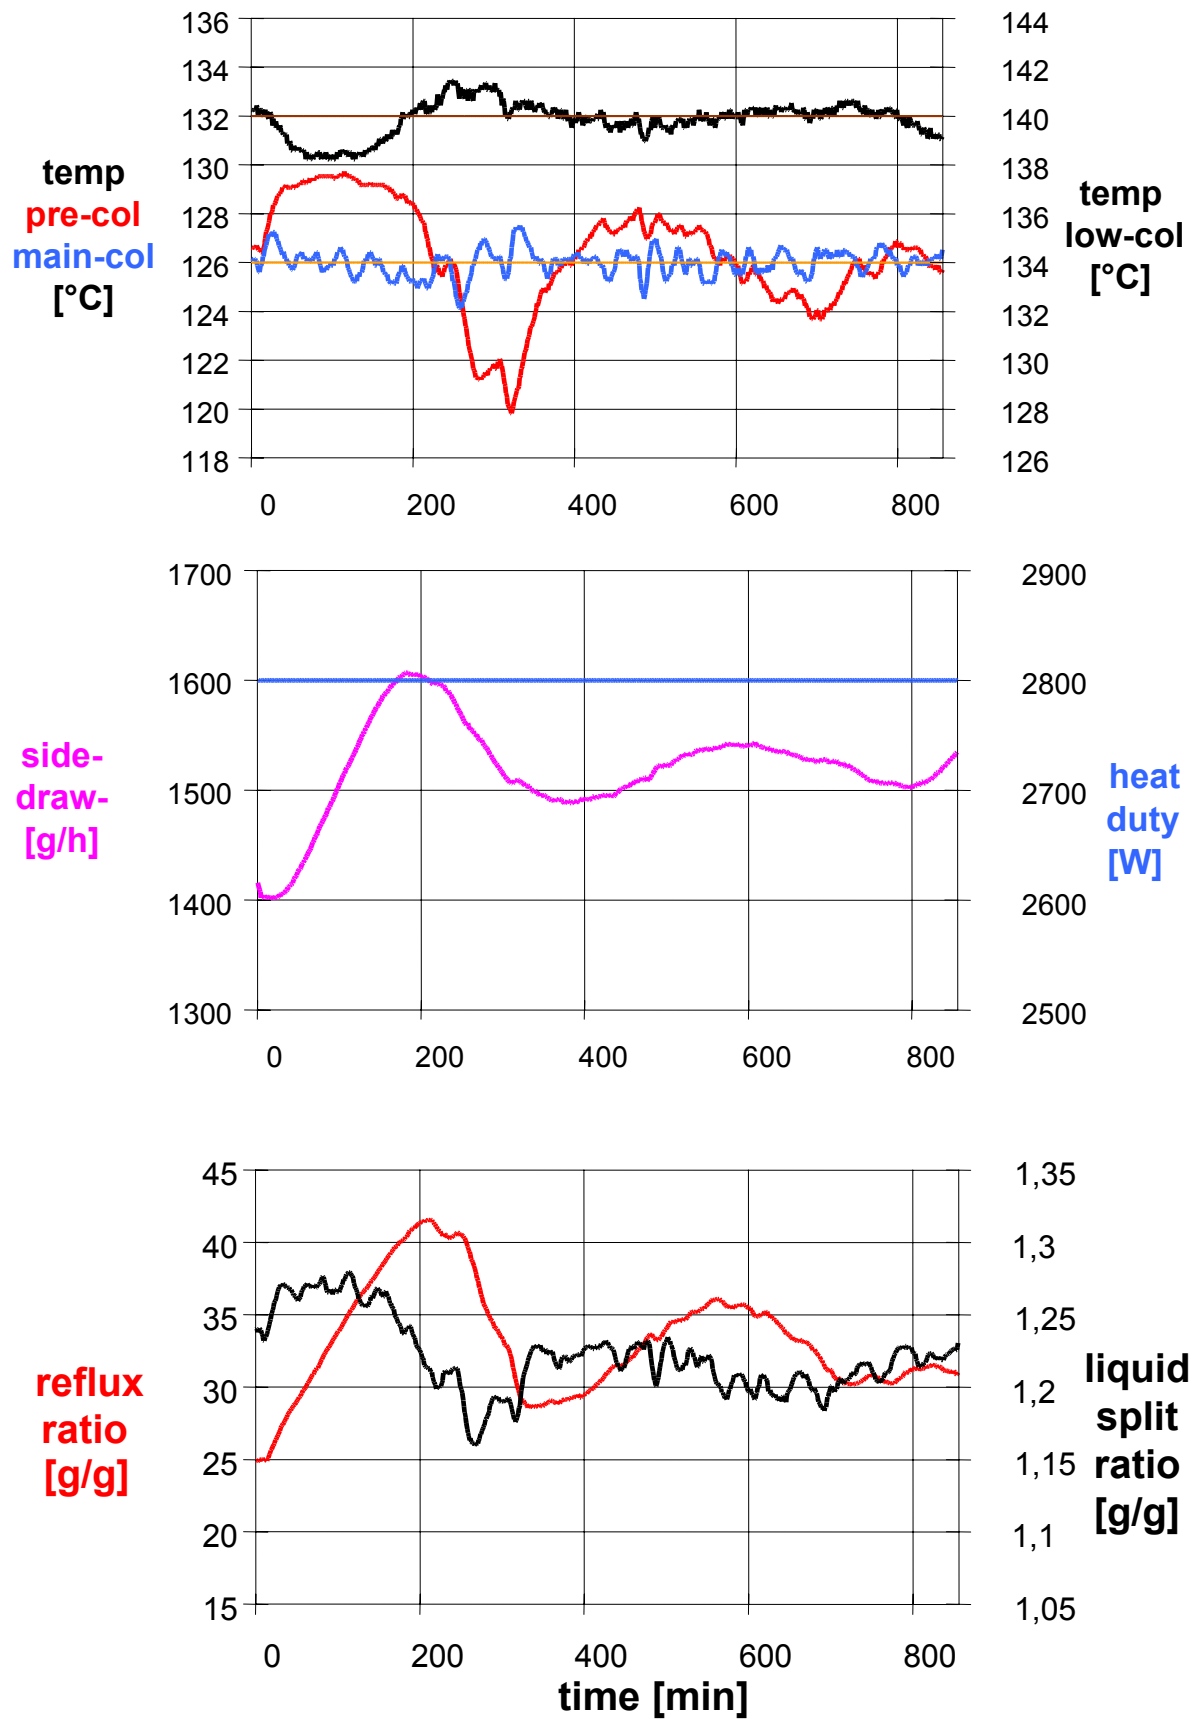 136
134
132
130
128
126
124
122
120
118
temp
pre-col
main-col
[°C]
144
142
140
138
136
134
132
130
128
126
temp
low-col
[°C]
0 200 400 600 800
1700
1600
1500
1400
1300
side-
draw-
[g/h]
2900
2800
2700
2600
2500
heat
duty
[W]
0 200 400 600 800
45
40
35
30
25
20
15
reflux
ratio
[g/g]
1,35
1,3
1,25
1,2
1,15
1,1
1,05
liquid
split
ratio
[g/g]
0 200 400 600 800
time [min]